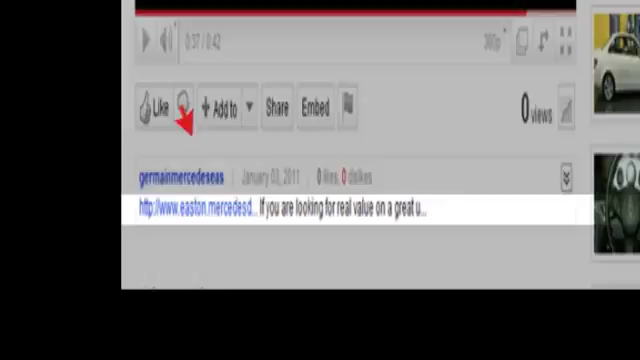 0:37 / 0:42 360p
Like Add to Share Embed 0 views
germainmercedeseas January 03, 2011 0 likes, 0 dislikes
http://www.easton.mercedesd... If you are looking for real value on a great u...